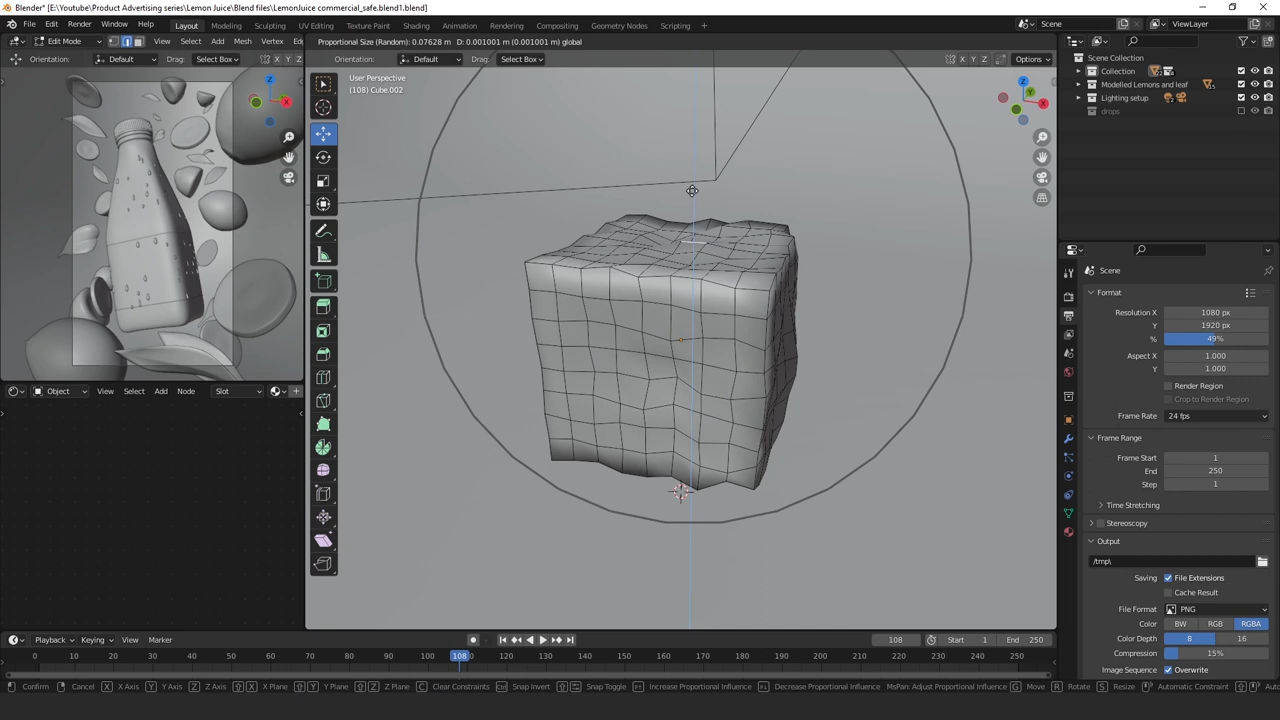 Blender* [E:\Youtube\Product Advertising series\Lemon Juice\Blend files\LemonJuice commercial_safe.blend1.blend]
File Edit Render Window Help Layout Modeling Sculpting UV Editing Texture Paint Shading Animation Rendering Compositing Geometry Nodes Scripting + Scene ViewLayer
Edit Mode View Select Add Mesh Vertex Ed
Proportional Size (Random): 0.07628 m D: 0.001001 m (0.001001 m) global
Orientation: Default Drag: Select Box X Y Z
Orientation: Default Drag: Select Box X Y Z Options
User Perspective
(108) Cube.002
Scene Collection
Collection
Modelled Lemons and leaf
Lighting setup
drops
Scene
Format
Resolution X 1080 px
Y 1920 px
% 49%
Aspect X 1.000
Y 1.000
Render Region
Crop to Render Region
Frame Rate 24 fps
Frame Range
Frame Start 1
End 250
Step 1
Time Stretching
Stereoscopy
Output
/tmp\
Saving File Extensions
Cache Result
File Format PNG
Color BW RGB RGBA
Color Depth 8 16
Compression 15%
Image Sequence Overwrite
Object View Select Add Node Slot
Playback Keying View Marker 108 Start 1 End 250
0 10 20 30 40 50 60 70 80 90 100 108 120 130 140 150 160 170 180 190 200 210 220 230 240 250
Confirm Cancel X X Axis Y Y Axis Z Z Axis X X Plane Y Y Plane Z Z Plane C Clear Constraints Snap Invert Snap Toggle Increase Proportional Influence Decrease Proportional Influence MsPan: Adjust Proportional Influence G Move R Rotate S Resize Automatic Constraint Auto